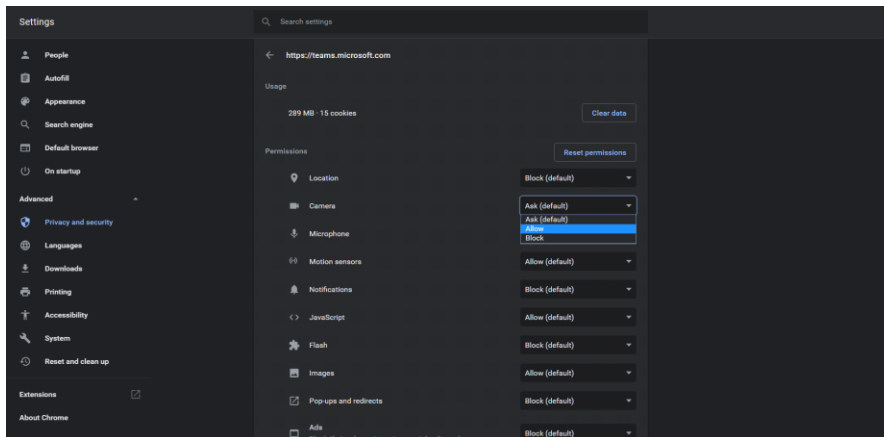 Settings
Search settings
People
Autofill
Appearance
Search engine
Default browser
On startup
Advanced
Privacy and security
Languages
Downloads
Printing
Accessibility
System
Reset and clean up
Extensions
About Chrome
https://teams.microsoft.com
Usage
289 MB · 15 cookies
Clear data
Permissions
Reset permissions
Location
Block (default)
Camera
Ask (default)
Ask (default)
Allow
Block
Microphone
Motion sensors
Allow (default)
Notifications
Block (default)
JavaScript
Allow (default)
Flash
Block (default)
Images
Allow (default)
Pop-ups and redirects
Block (default)
Ads
Block (default)